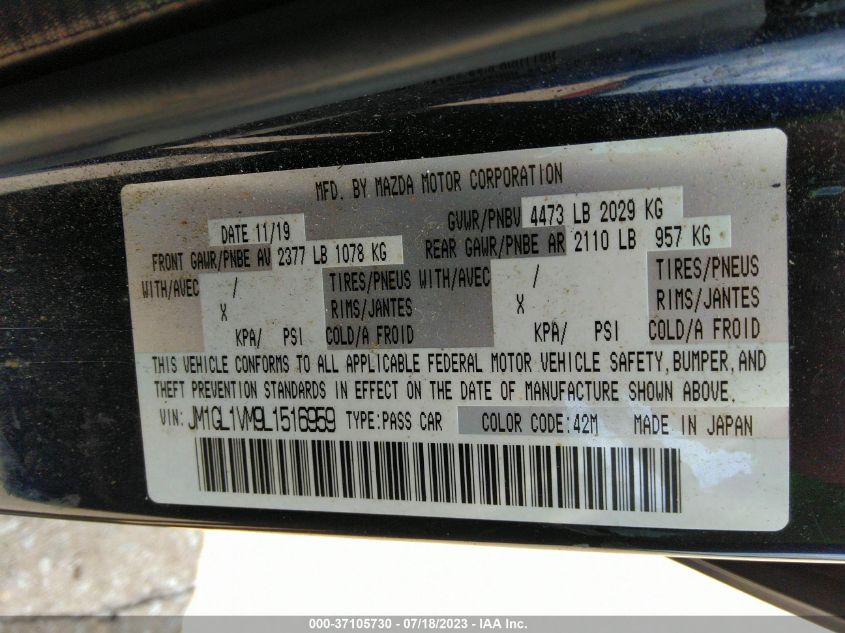 MFD. BY MAZDA MOTOR CORPORATION
DATE 11/19 GVWR/PNBV 4473 LB 2029 KG
FRONT GAWR/PNBE AV 2377 LB 1078 KG REAR GAWR/PNBE AR 2110 LB 957 KG
WITH/AVEC / TIRES/PNEUS WITH/AVEC / TIRES/PNEUS
X RIMS/JANTES X RIMS/JANTES
KPA/ PSI COLD/A FROID KPA/ PSI COLD/A FROID
THIS VEHICLE CONFORMS TO ALL APPLICABLE FEDERAL MOTOR VEHICLE SAFETY, BUMPER, AND
THEFT PREVENTION STANDARDS IN EFFECT ON THE DATE OF MANUFACTURE SHOWN ABOVE.
VIN: JM1GL1VM9L1516959 TYPE:PASS CAR COLOR CODE:42M MADE IN JAPAN
000-37105730 - 07/18/2023 - IAA Inc.